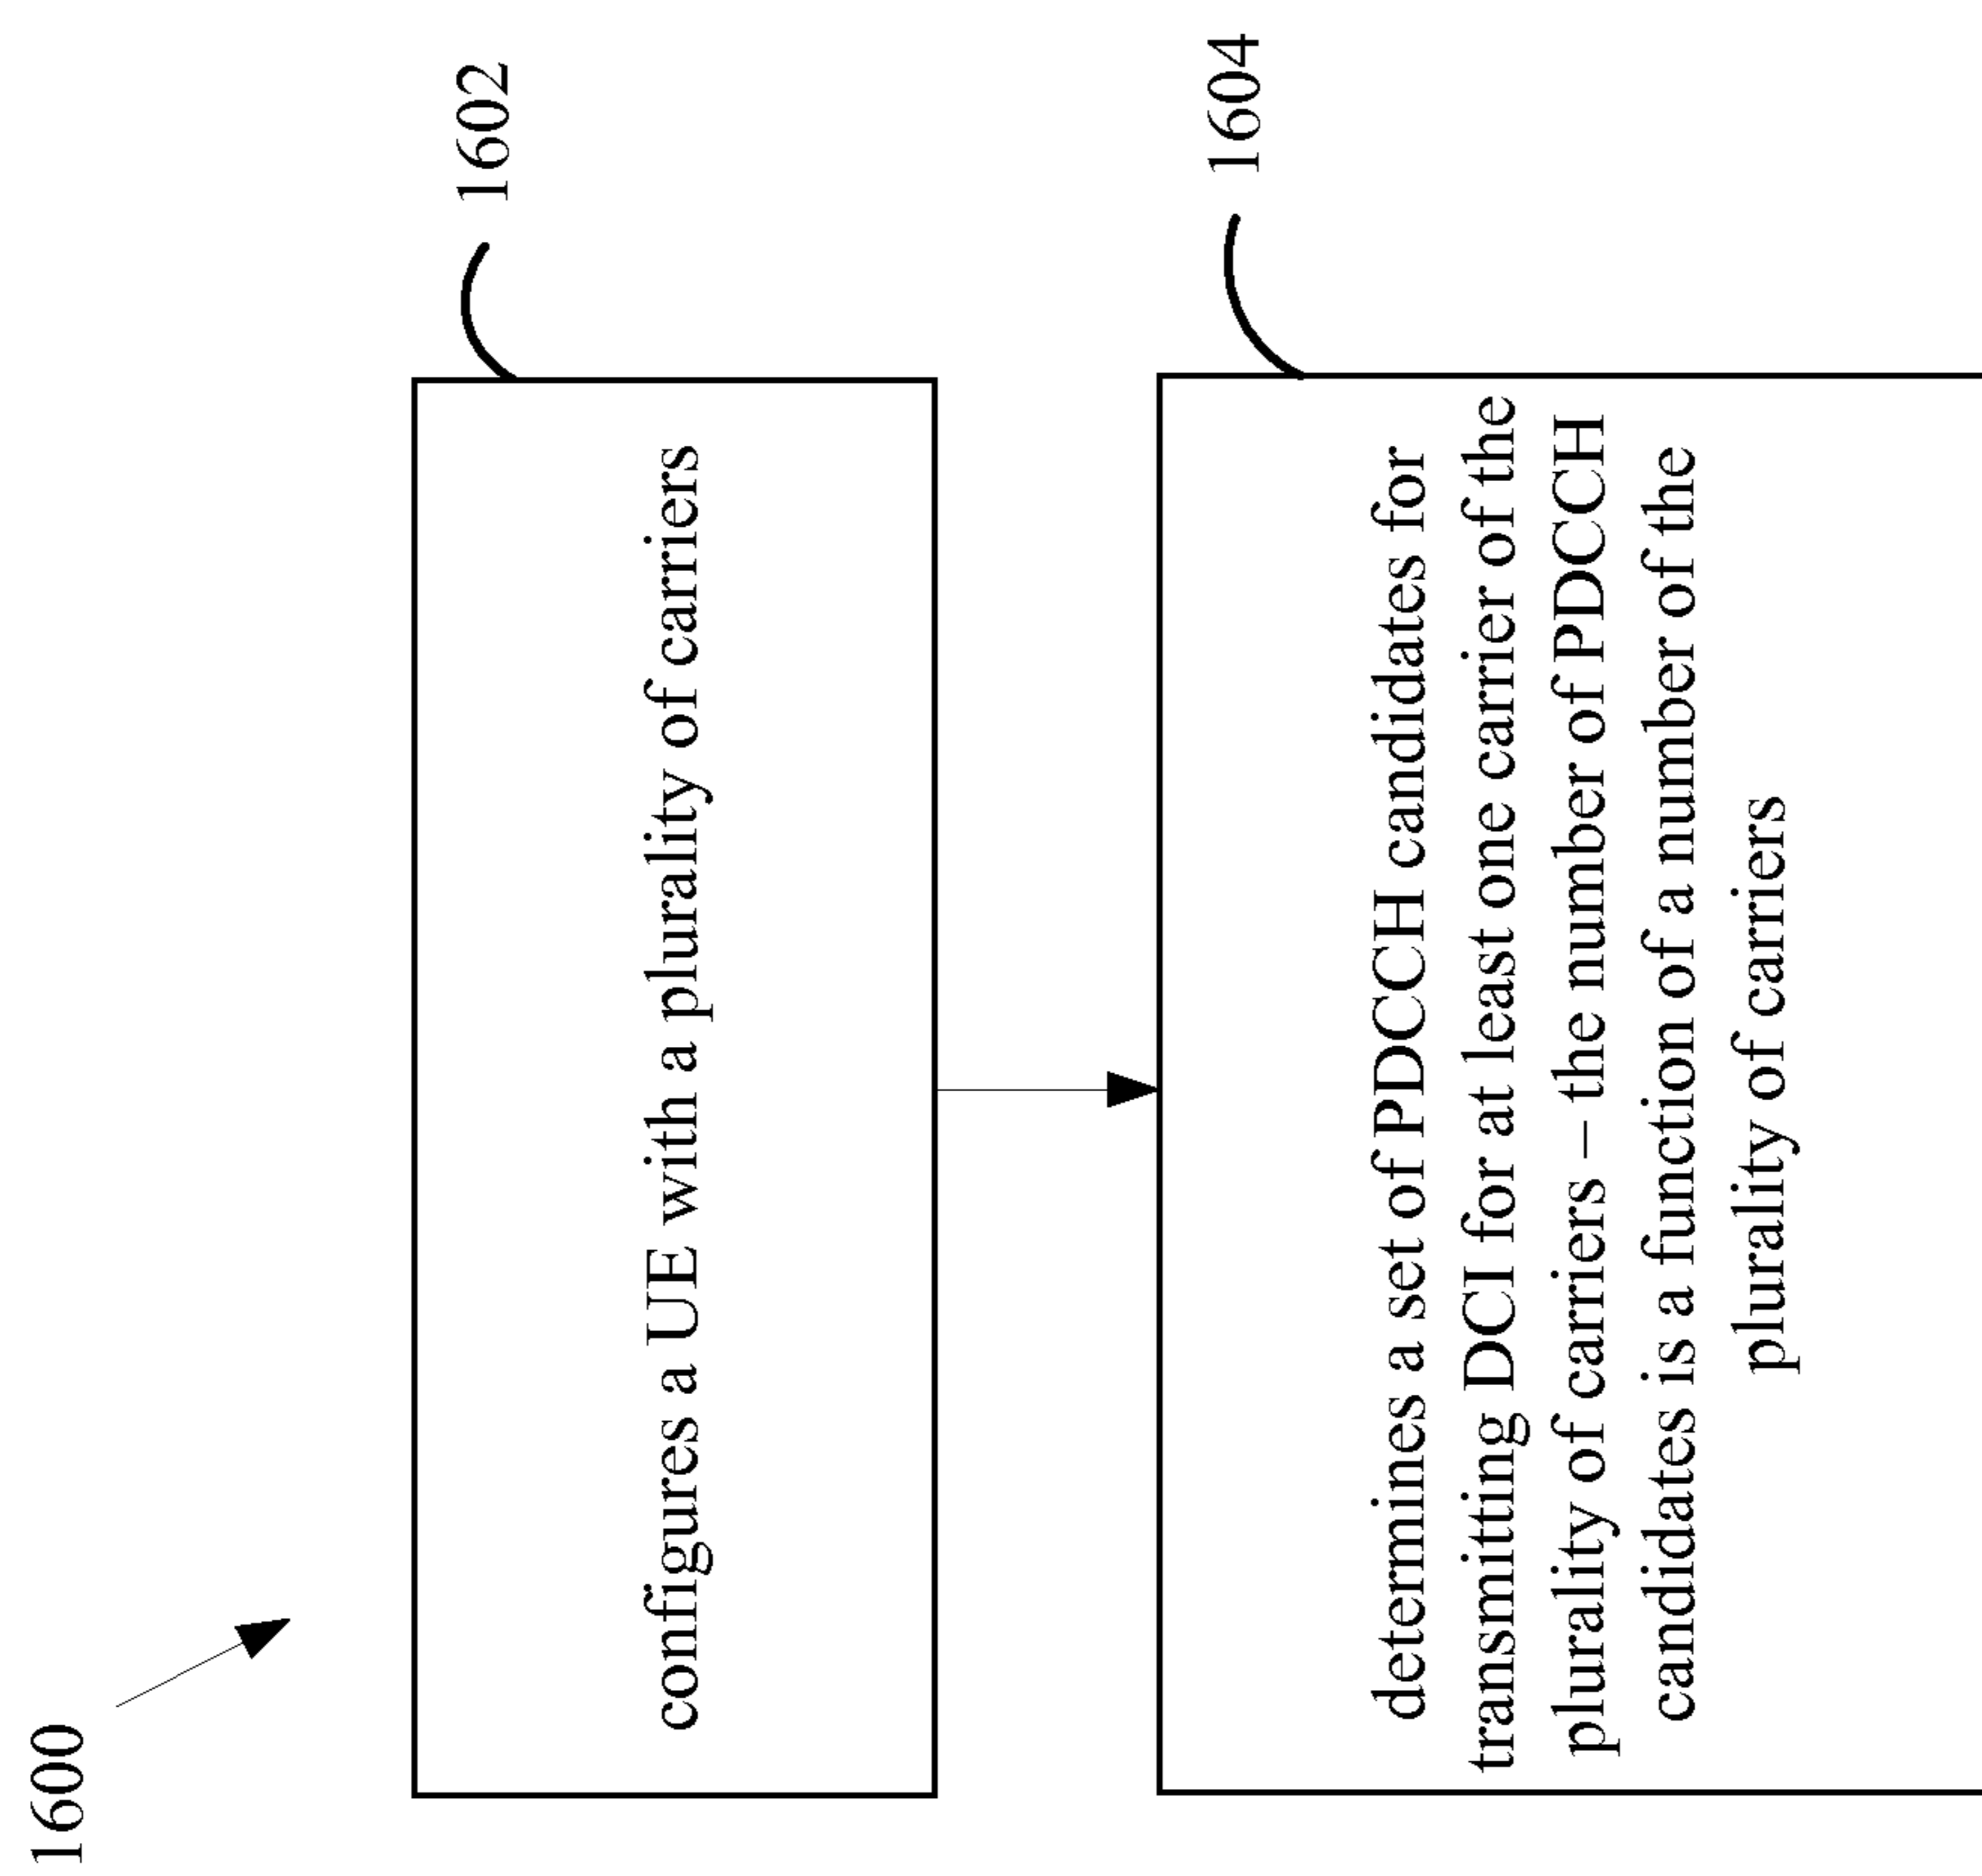 1600
1602
configures a UE with a plurality of carriers
1604
determines a set of PDCCH candidates for
transmitting DCI for at least one carrier of the
plurality of carriers – the number of PDCCH
candidates is a function of a number of the
plurality of carriers